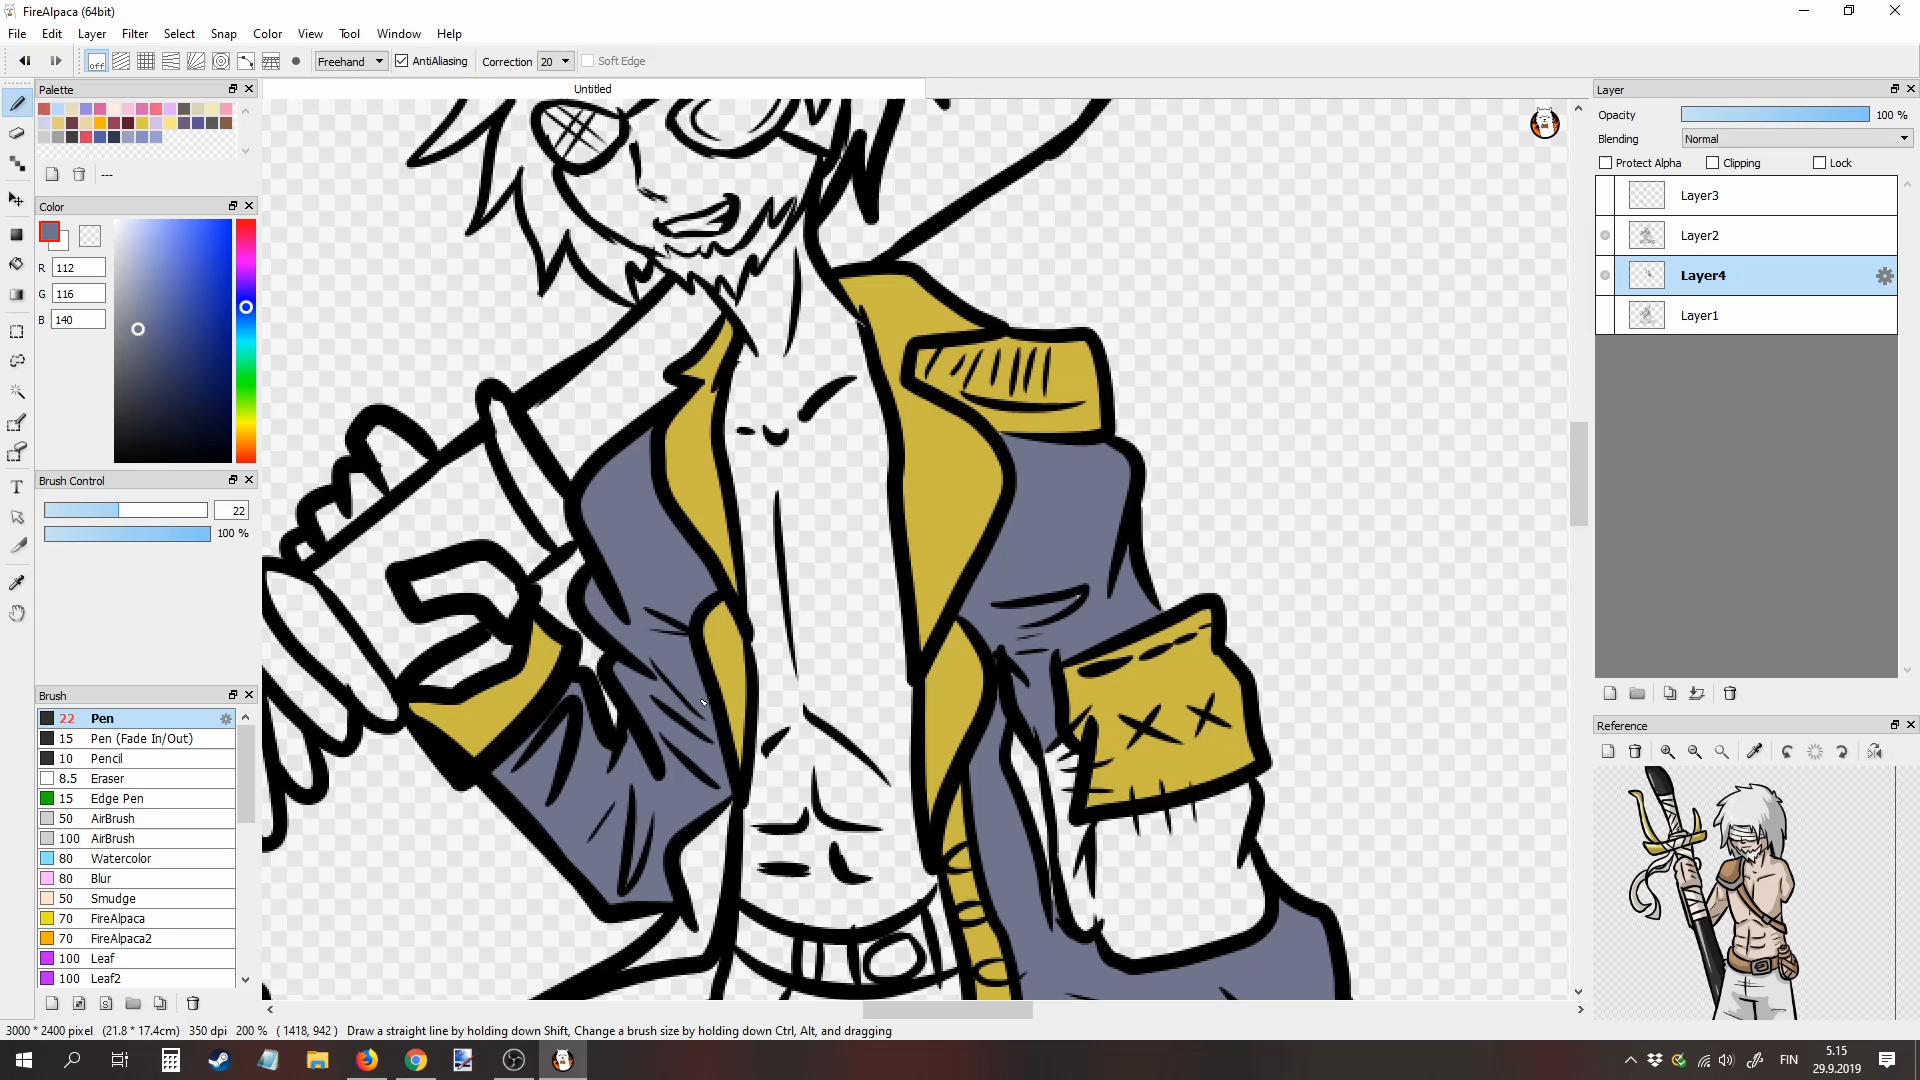 FireAlpaca (64bit)
File Edit Layer Filter Select Snap Color View Tool Window Help
off Freehand AntiAliasing Correction 20 Soft Edge
Palette
---
Color
R 112
G 116
B 140
Brush Control
22
100 %
Brush
22 Pen
15 Pen (Fade In/Out)
10 Pencil
8.5 Eraser
15 Edge Pen
50 AirBrush
100 AirBrush
80 Watercolor
80 Blur
50 Smudge
70 FireAlpaca
70 FireAlpaca2
100 Leaf
100 Leaf2
Untitled
Layer
Opacity 100 %
Blending Normal
Protect Alpha Clipping Lock
Layer3
Layer2
Layer4
Layer1
Reference
3000 * 2400 pixel (21.8 * 17.4cm) 350 dpi 200 % ( 1418, 942 ) Draw a straight line by holding down Shift, Change a brush size by holding down Ctrl, Alt, and dragging
FIN
5.15
29.9.2019